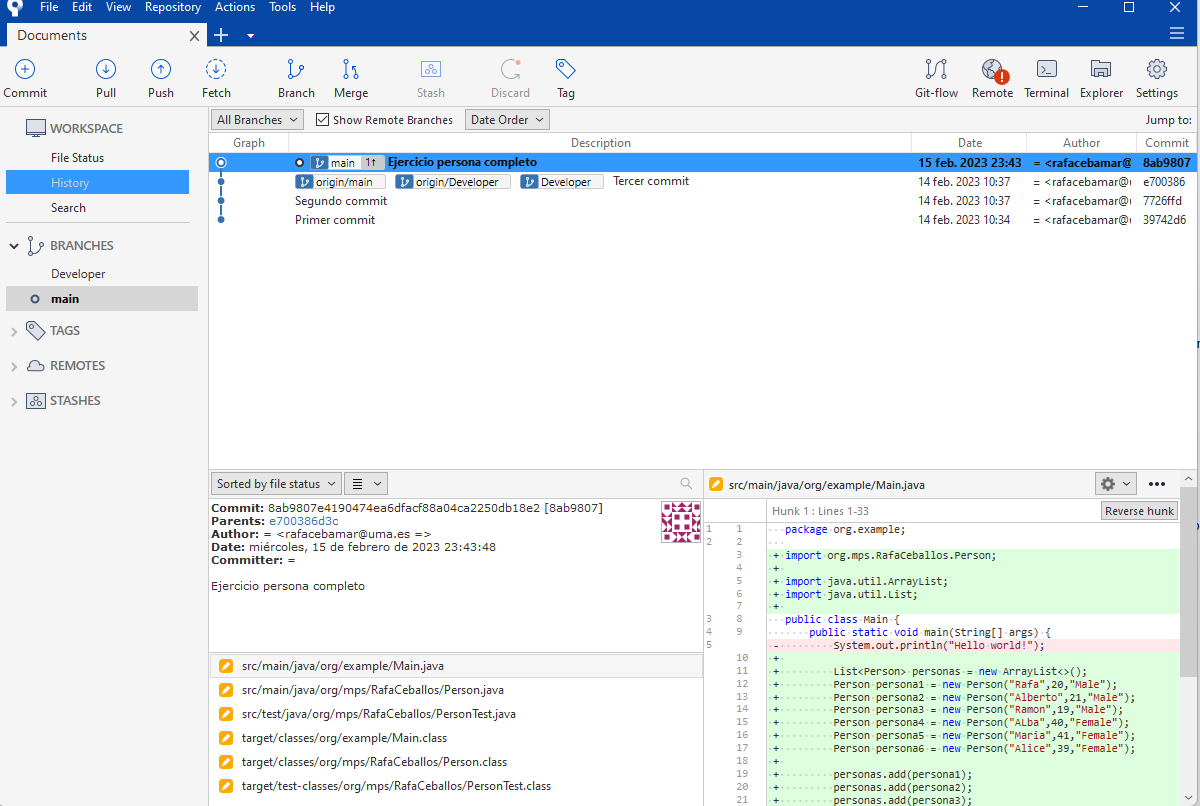 File Edit View Repository Actions Tools Help
Documents
Commit Pull Push Fetch Branch Merge Stash Discard Tag Git-flow Remote Terminal Explorer Settings
WORKSPACE
File Status
History
Search
BRANCHES
Developer
main
TAGS
REMOTES
STASHES
All Branches Show Remote Branches Date Order Jump to:
Graph Description Date Author Commit
main 1↑ Ejercicio persona completo 15 feb. 2023 23:43 = <rafacebamar@ 8ab9807
origin/main origin/Developer Developer Tercer commit 14 feb. 2023 10:37 = <rafacebamar@ e700386
Segundo commit 14 feb. 2023 10:37 = <rafacebamar@ 7726ffd
Primer commit 14 feb. 2023 10:34 = <rafacebamar@ 39742d6
Sorted by file status
Commit: 8ab9807e4190474ea6dfacf88a04ca2250db18e2 [8ab9807]
Parents: e700386d3c
Author: = <rafacebamar@uma.es =>
Date: miércoles, 15 de febrero de 2023 23:43:48
Committer: =
Ejercicio persona completo
src/main/java/org/example/Main.java
src/main/java/org/mps/RafaCeballos/Person.java
src/test/java/org/mps/RafaCeballos/PersonTest.java
target/classes/org/example/Main.class
target/classes/org/mps/RafaCeballos/Person.class
target/test-classes/org/mps/RafaCeballos/PersonTest.class
src/main/java/org/example/Main.java
Hunk 1 : Lines 1-33 Reverse hunk
1 1 package org.example;
2 2
3 + import org.mps.RafaCeballos.Person;
4 +
5 + import java.util.ArrayList;
6 + import java.util.List;
7 +
3 8 public class Main {
4 9 public static void main(String[] args) {
5 - System.out.println("Hello world!");
10 +
11 + List<Person> personas = new ArrayList<>();
12 + Person persona1 = new Person("Rafa",20,"Male");
13 + Person persona2 = new Person("Alberto",21,"Male");
14 + Person persona3 = new Person("Ramon",19,"Male");
15 + Person persona4 = new Person("ALba",40,"Female");
16 + Person persona5 = new Person("Maria",41,"Female");
17 + Person persona6 = new Person("Alice",39,"Female");
18 +
19 + personas.add(persona1);
20 + personas.add(persona2);
21 + personas.add(persona3);